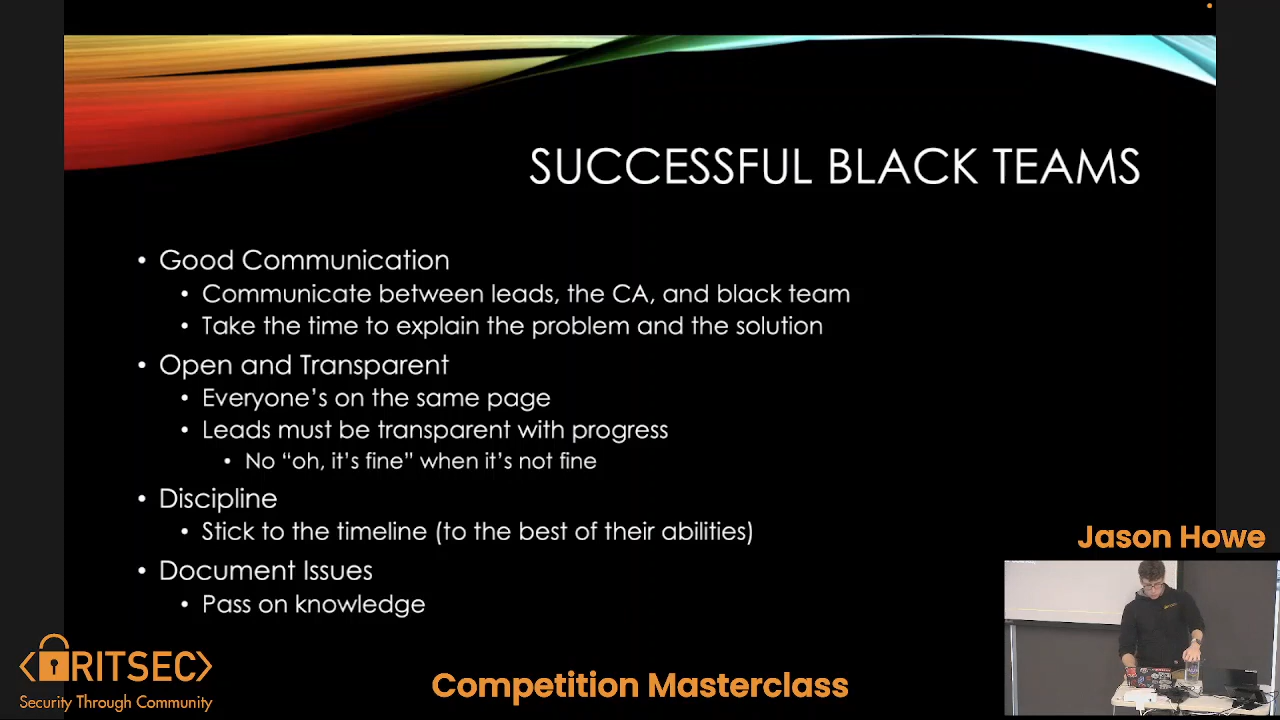 SUCCESSFUL BLACK TEAMS
• Good Communication
• Communicate between leads, the CA, and black team
• Take the time to explain the problem and the solution
• Open and Transparent
• Everyone’s on the same page
• Leads must be transparent with progress
• No “oh, it’s fine” when it’s not fine
• Discipline
• Stick to the timeline (to the best of their abilities)
• Document Issues
• Pass on knowledge
Jason Howe
<RITSEC>
Security Through Community
Competition Masterclass